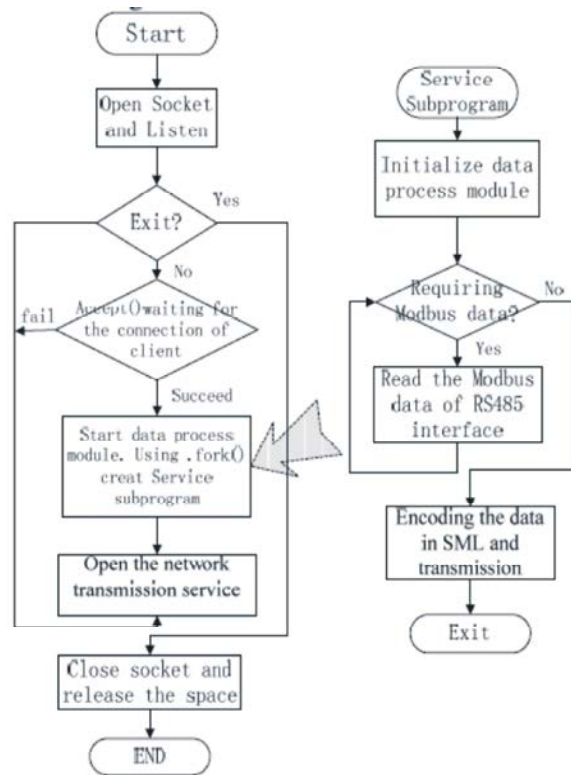 Start
Open Socket
and Listen
Exit?
Yes
No
fail
Accept()waiting for
the connection of
client
Succeed
Start data process
module. Using .fork()
creat Service
subprogram
Open the network
transmission service
Close socket and
release the space
END
Service
Subprogram
Initialize data
process module
Requiring
Modbus data?
No
Yes
Read the Modbus
data of RS485
interface
Encoding the data
in SML and
transmission
Exit